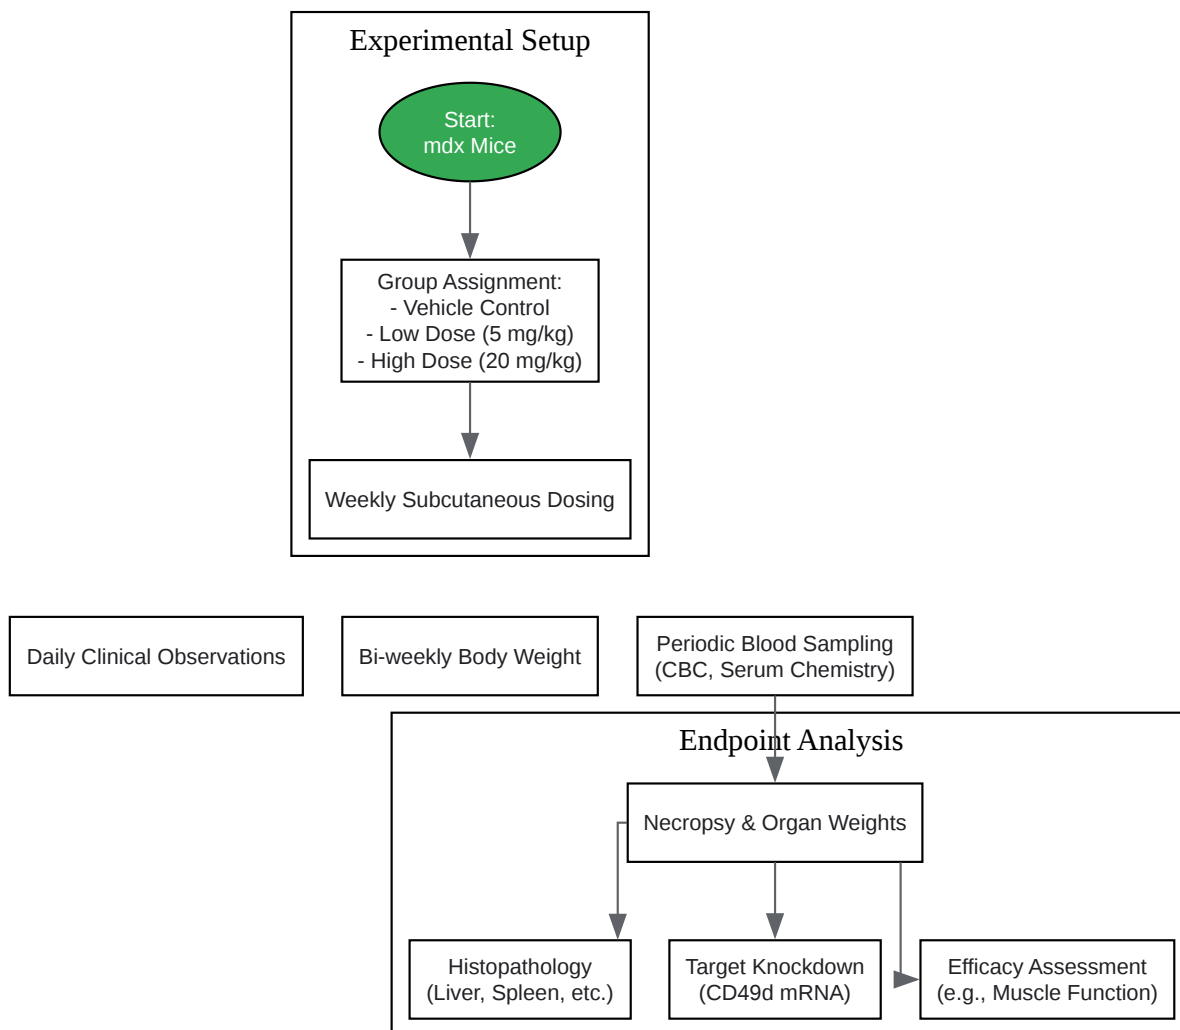 Experimental Setup
Start:
mdx Mice
Group Assignment:
- Vehicle Control
- Low Dose (5 mg/kg)
- High Dose (20 mg/kg)
Weekly Subcutaneous Dosing
Daily Clinical Observations
Bi-weekly Body Weight
Periodic Blood Sampling
(CBC, Serum Chemistry)
Endpoint Analysis
Necropsy & Organ Weights
Histopathology
(Liver, Spleen, etc.)
Target Knockdown
(CD49d mRNA)
Efficacy Assessment
(e.g., Muscle Function)